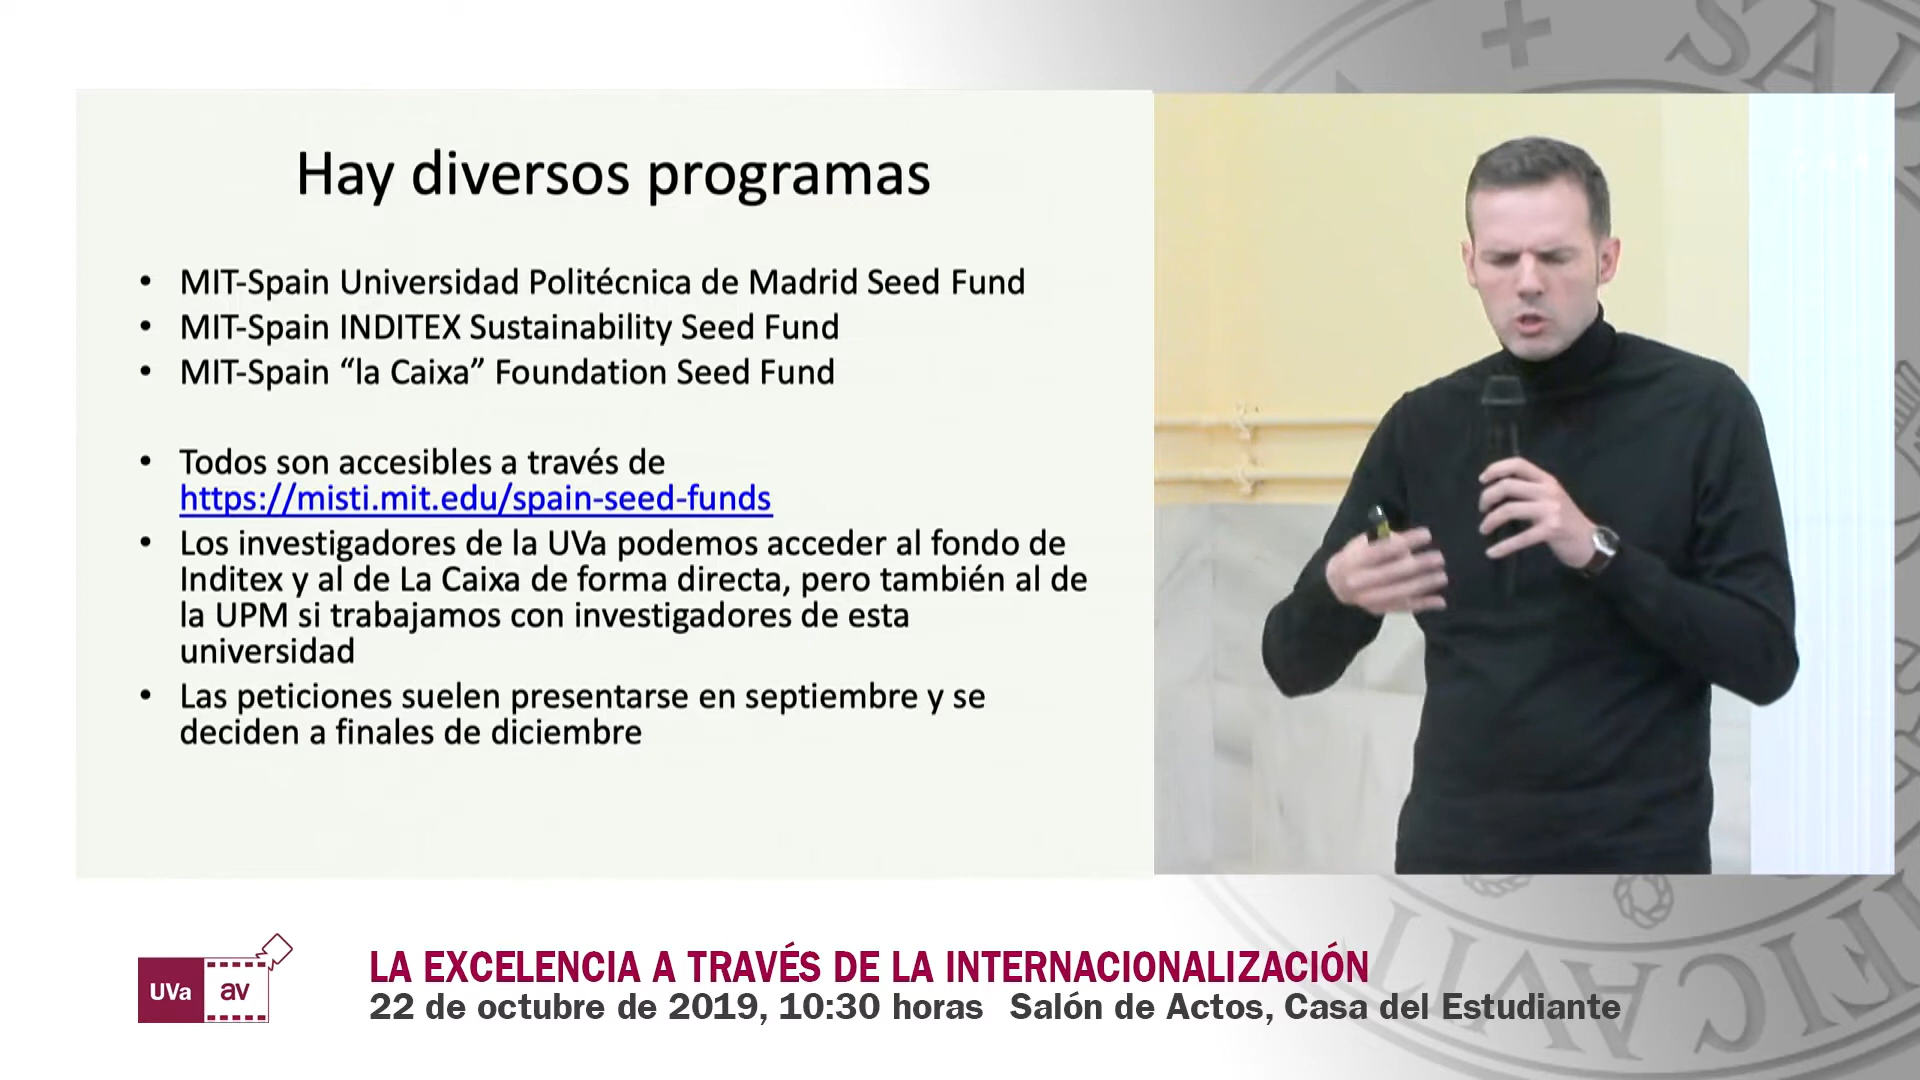 Hay diversos programas
• MIT-Spain Universidad Politécnica de Madrid Seed Fund
• MIT-Spain INDITEX Sustainability Seed Fund
• MIT-Spain “la Caixa” Foundation Seed Fund
• Todos son accesibles a través de
https://misti.mit.edu/spain-seed-funds
• Los investigadores de la UVa podemos acceder al fondo de
Inditex y al de La Caixa de forma directa, pero también al de
la UPM si trabajamos con investigadores de esta
universidad
• Las peticiones suelen presentarse en septiembre y se
deciden a finales de diciembre
UVa av
LA EXCELENCIA A TRAVÉS DE LA INTERNACIONALIZACIÓN
22 de octubre de 2019, 10:30 horas Salón de Actos, Casa del Estudiante